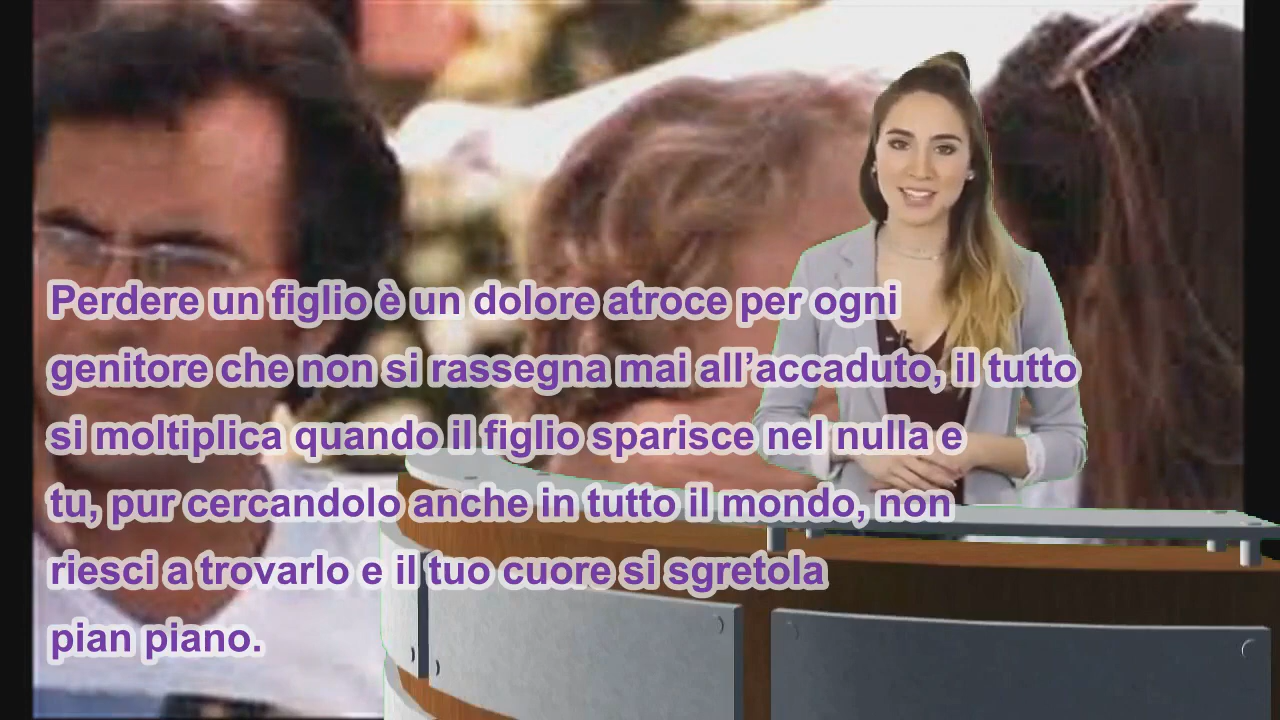 Perdere un figlio è un dolore atroce per ogni
genitore che non si rassegna mai all’accaduto, il tutto
si moltiplica quando il figlio sparisce nel nulla e
tu, pur cercandolo anche in tutto il mondo, non
riesci a trovarlo e il tuo cuore si sgretola
pian piano.